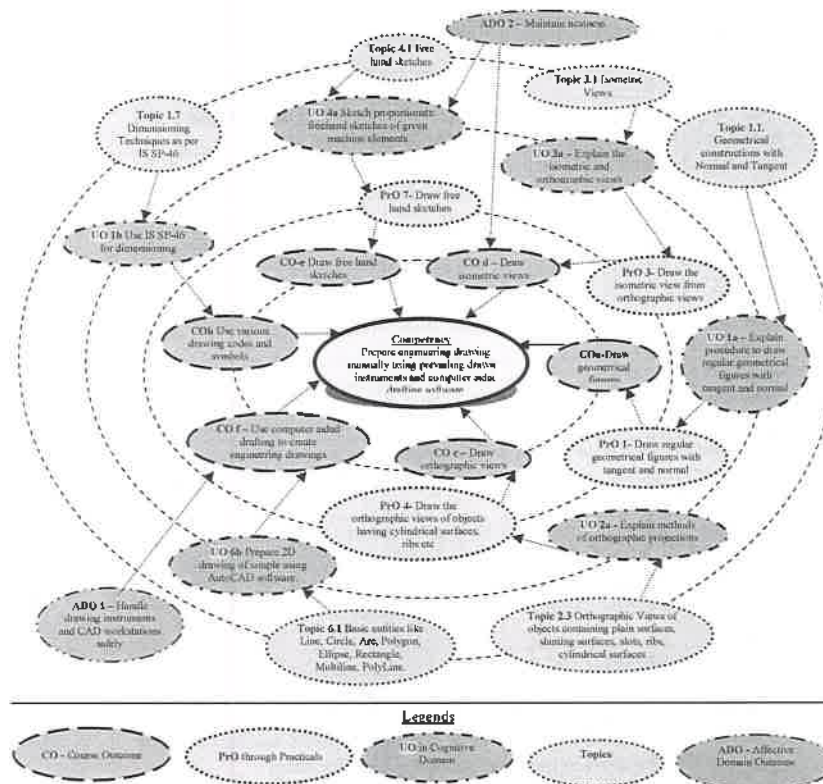 ADO 2 – Maintain neatness
Topic 4.1 Free
hand sketches
Topic 3.1 Isometric
Views
Topic 1.7
Dimensioning
Techniques as per
IS SP-46
UO 4a Sketch proportionate
freehand sketches of given
machine elements
Topic 1.1.
Geometrical
constructions with
Normal and Tangent
UO 3a – Explain the
isometric and
orthographic views
PrO 7- Draw free
hand sketches
UO 1b Use IS SP-46
for dimensioning
CO-e Draw free hand
sketches
CO d – Draw
isometric views
PrO 3- Draw the
isometric view from
orthographic views
COb Use various
drawing codes and
symbols
Competency
Prepare engineering drawing
manually using prevailing drawn
instruments and computer aided
drafting software
COa-Draw
geometrical
figures
UO 1a – Explain
procedure to draw
regular geometrical
figures with
tangent and normal
CO f – Use computer aided
drafting to create
engineering drawings
CO c – Draw
orthographic views
PrO 1- Draw regular
geometrical figures with
tangent and normal
PrO 4- Draw the
orthographic views of objects
having cylindrical surfaces,
ribs etc
UO 2a - Explain methods
of orthographic projections
UO 6b Prepare 2D
drawing of simple using
AutoCAD software.
ADO 1 – Handle
drawing instruments
and CAD workstations
safely
Topic 6.1 Basic entities like
Line, Circle, Arc, Polygon,
Ellipse, Rectangle,
Multiline, PolyLine.
Topic 2.3 Orthographic Views of
objects containing plain surfaces,
slanting surfaces, slots, ribs,
cylindrical surfaces
Legends
CO - Course Outcome
PrO through Practicals
UO in Cognitive
Domain
Topics
ADO - Affective
Domain Outcome